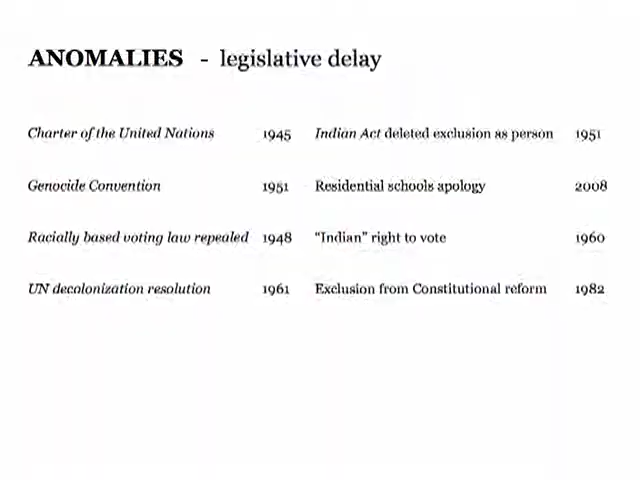 ANOMALIES - legislative delay
Charter of the United Nations 1945 Indian Act deleted exclusion as person 1951
Genocide Convention 1951 Residential schools apology 2008
Racially based voting law repealed 1948 "Indian" right to vote 1960
UN decolonization resolution 1961 Exclusion from Constitutional reform 1982